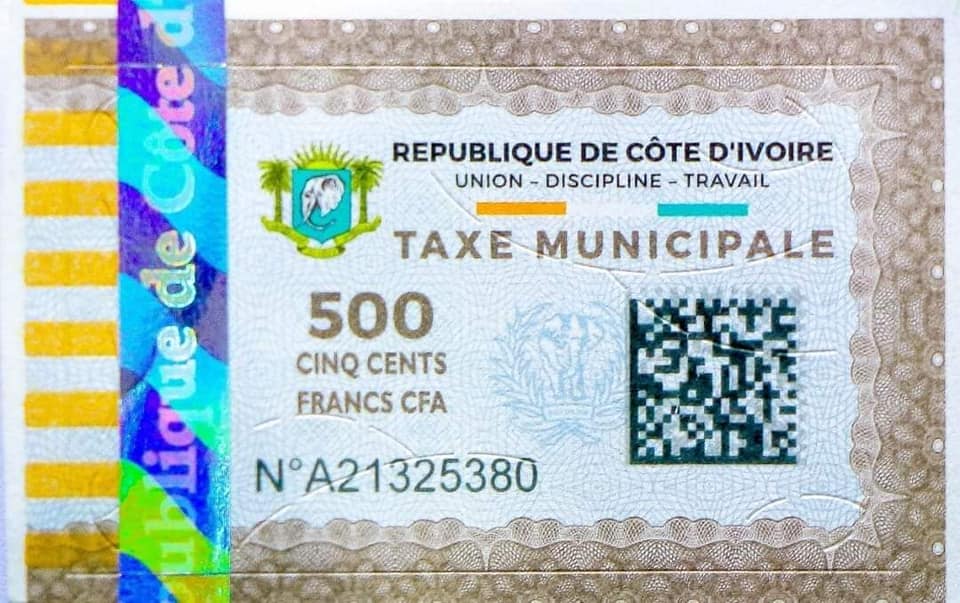 REPUBLIQUE DE CÔTE D'IVOIRE
UNION – DISCIPLINE – TRAVAIL
TAXE MUNICIPALE
500
CINQ CENTS
FRANCS CFA
N°A21325380
ublique de Côte d